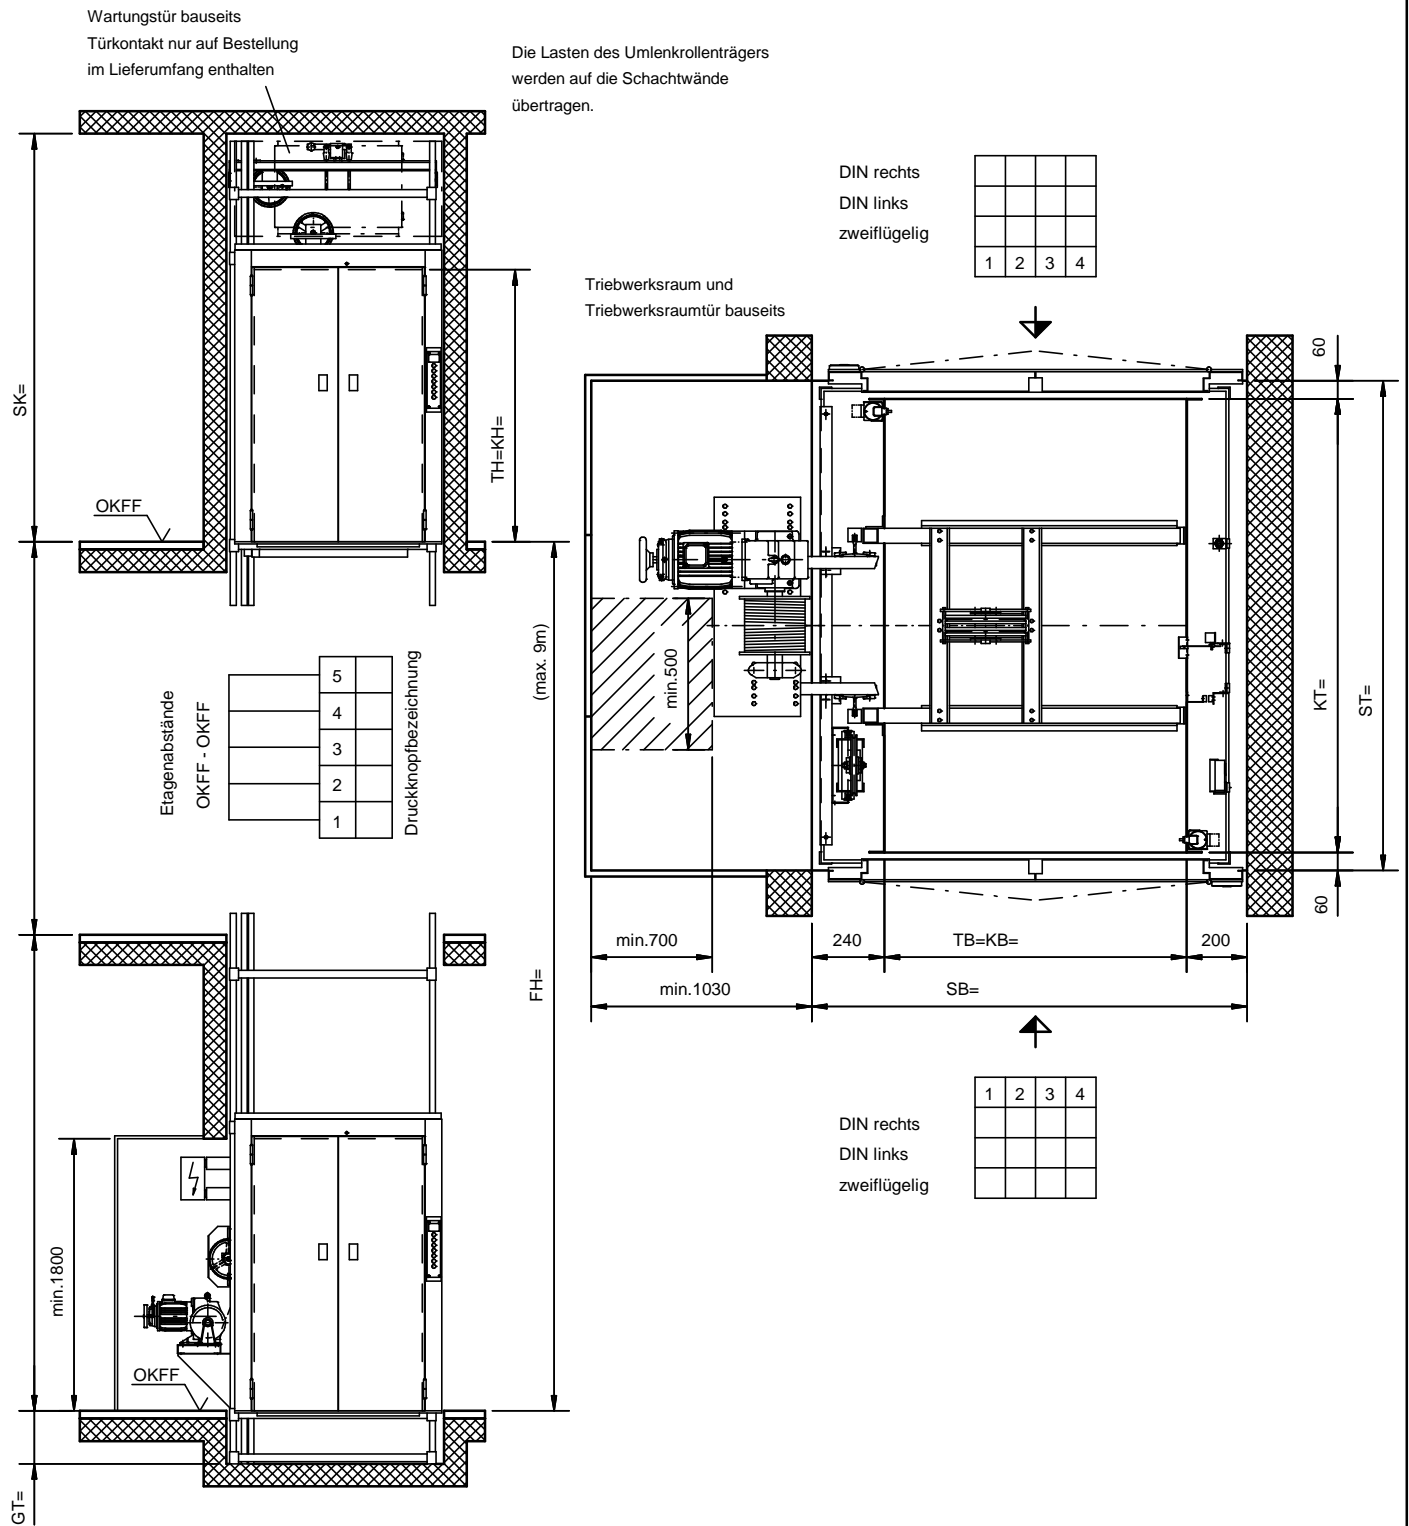 Wartungstür bauseits
Türkontakt nur auf Bestellung
im Lieferumfang enthalten
Die Lasten des Umlenkrollenträgers
werden auf die Schachtwände
übertragen.
DIN rechts
DIN links
zweiflügelig
1 2 3 4
Triebwerksraum und
Triebwerksraumtür bauseits
SK=
TH=KH=
OKFF
60
(max. 9m)
min.500
KT=
ST=
Etagenabstände
OKFF - OKFF
5
4
3
2
1
Druckknopfbezeichnung
60
min.700
240
TB=KB=
200
FH=
min.1030
SB=
1 2 3 4
DIN rechts
DIN links
zweiflügelig
min.1800
OKFF
GT=